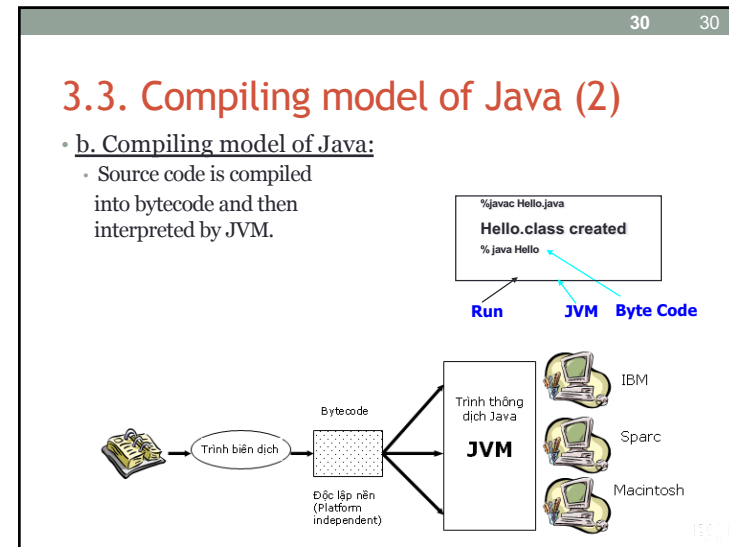 30 30
3.3. Compiling model of Java (2)
• b. Compiling model of Java:
• Source code is compiled
into bytecode and then
interpreted by JVM.
%javac Hello.java
Hello.class created
% java Hello
Run JVM Byte Code
Bytecode
Trình biên dịch
Độc lập nền
(Platform
independent)
Trình thông
dịch Java
JVM
IBM
Sparc
Macintosh